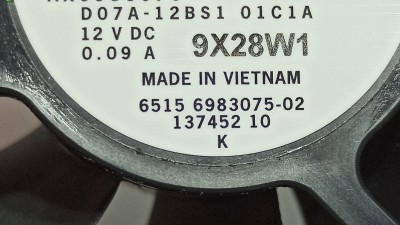 D07A-12BS1 01C1A
12 V DC
0.09 A
9X28W1
MADE IN VIETNAM
6515 6983075-02
137452 10
K